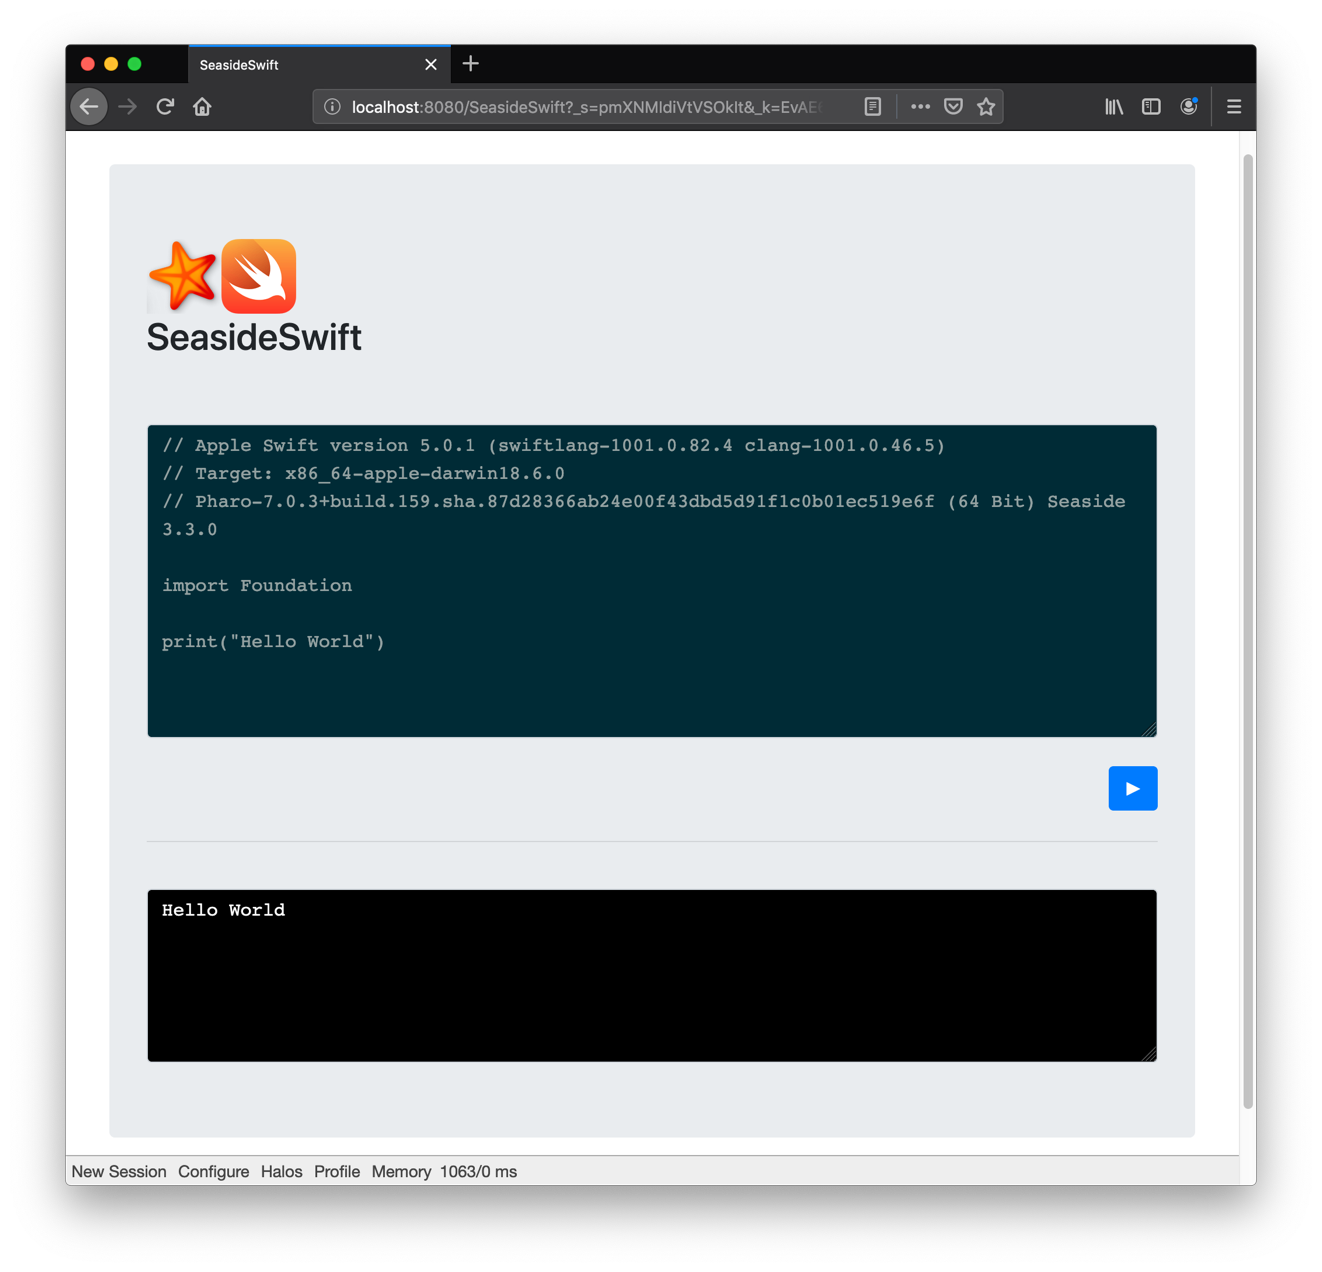 SeasideSwift
localhost:8080/SeasideSwift?_s=pmXNMIdiVtVSOkIt&_k=EvAE
SeasideSwift
// Apple Swift version 5.0.1 (swiftlang-1001.0.82.4 clang-1001.0.46.5)
// Target: x86_64-apple-darwin18.6.0
// Pharo-7.0.3+build.159.sha.87d28366ab24e00f43dbd5d91f1c0b01ec519e6f (64 Bit) Seaside
3.3.0
import Foundation
print("Hello World")
Hello World
New Session Configure Halos Profile Memory 1063/0 ms